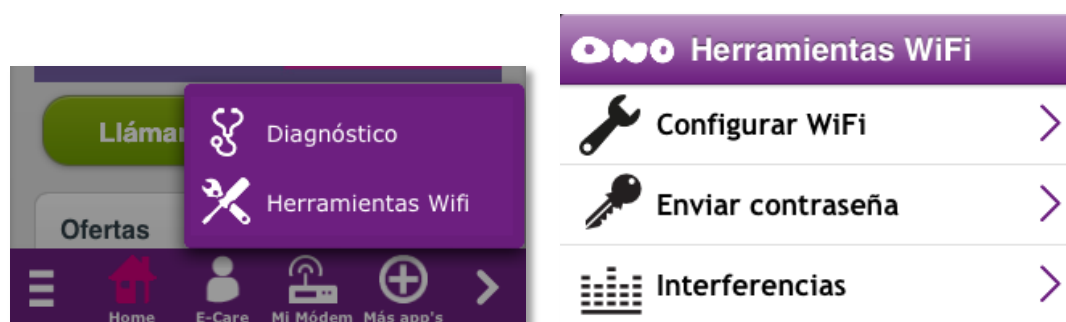 Llámar
Diagnóstico
Herramientas Wifi
Ofertas
Home
E-Care
Mi Módem
Más app's
ONO Herramientas WiFi
Configurar WiFi
Enviar contraseña
Interferencias